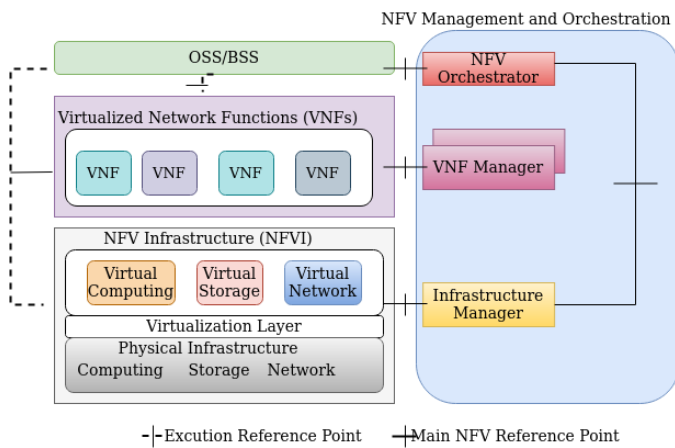 NFV Management and Orchestration
OSS/BSS
NFV
Orchestrator
Virtualized Network Functions (VNFs)
VNF
VNF
VNF
VNF
VNF Manager
NFV Infrastructure (NFVI)
Virtual
Computing
Virtual
Storage
Virtual
Network
Infrastructure
Manager
Virtualization Layer
Physical Infrastructure
Computing Storage Network
Excution Reference Point
Main NFV Reference Point